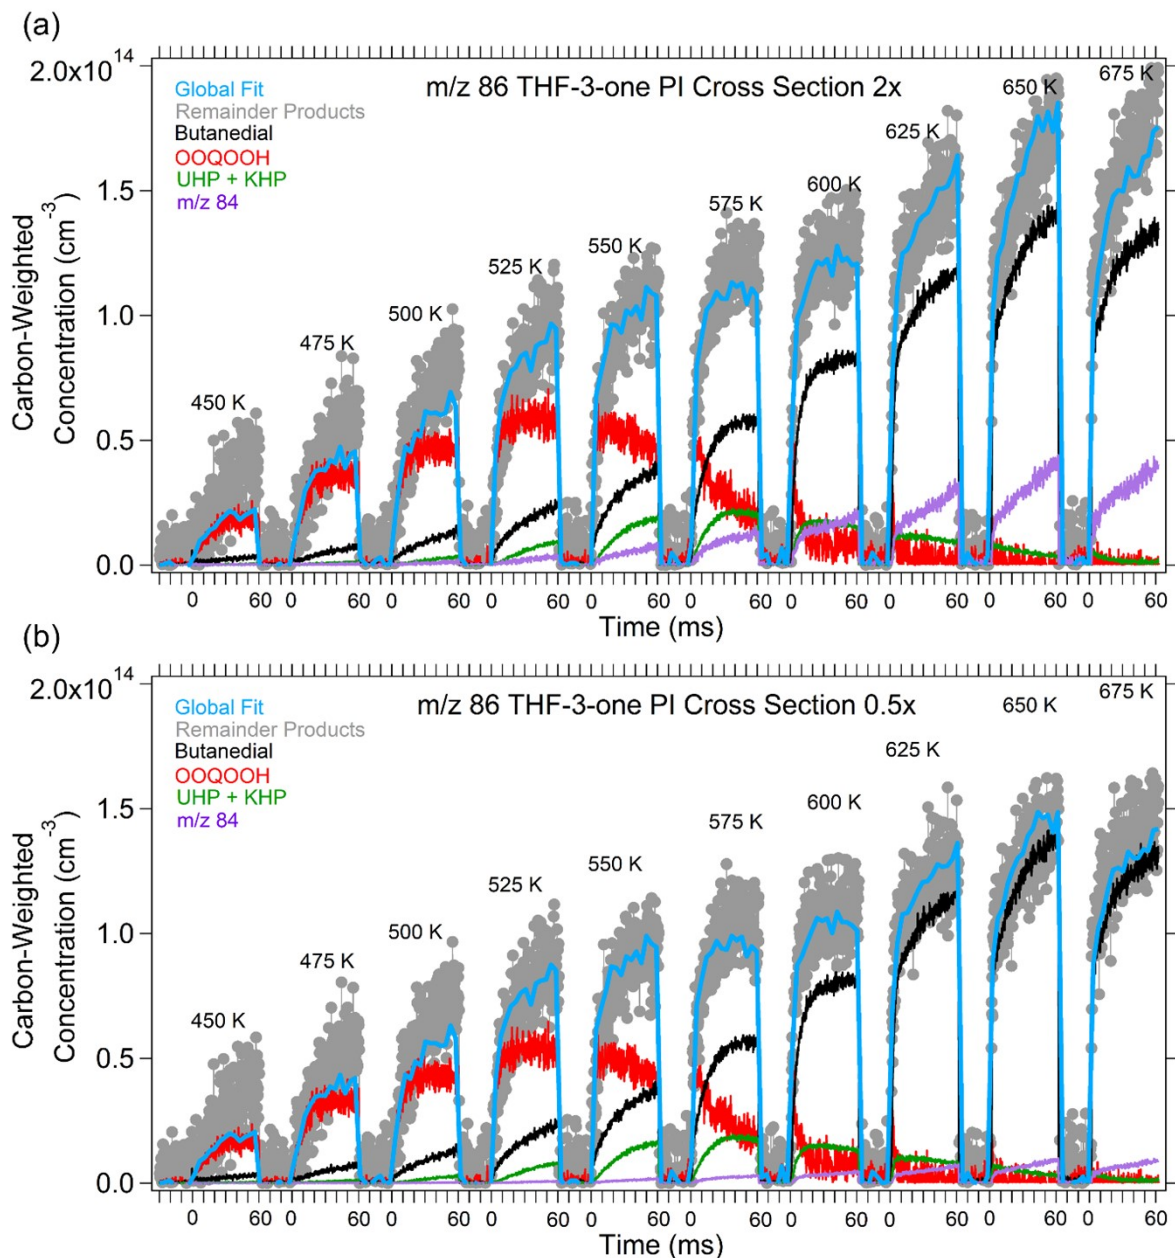 (a)
2.0x10^14
1.5
1.0
0.5
0.0
Carbon-Weighted
Concentration (cm^-3)
Global Fit
Remainder Products
Butanedial
OOQOOH
UHP + KHP
m/z 84
m/z 86 THF-3-one PI Cross Section 2x
450 K
475 K
500 K
525 K
550 K
575 K
600 K
625 K
650 K
675 K
0 60 0 60 0 60 0 60 0 60 0 60 0 60 0 60 0 60 0 60
Time (ms)
(b)
2.0x10^14
1.5
1.0
0.5
0.0
Carbon-Weighted
Concentration (cm^-3)
Global Fit
Remainder Products
Butanedial
OOQOOH
UHP + KHP
m/z 84
m/z 86 THF-3-one PI Cross Section 0.5x
450 K
475 K
500 K
525 K
550 K
575 K
600 K
625 K
650 K
675 K
0 60 0 60 0 60 0 60 0 60 0 60 0 60 0 60 0 60 0 60
Time (ms)